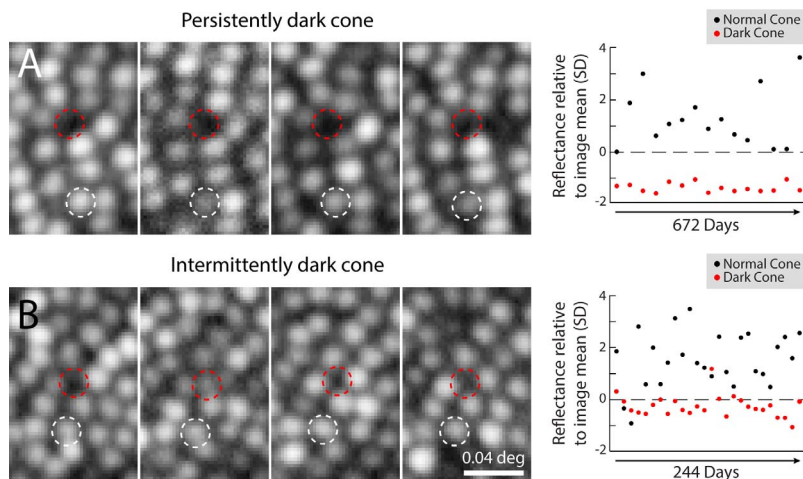 Persistently dark cone
A
Normal Cone
Dark Cone
Reflectance relative
to image mean (SD)
4
2
0
-2
672 Days
Intermittently dark cone
B
0.04 deg
Normal Cone
Dark Cone
Reflectance relative
to image mean (SD)
4
2
0
-2
244 Days